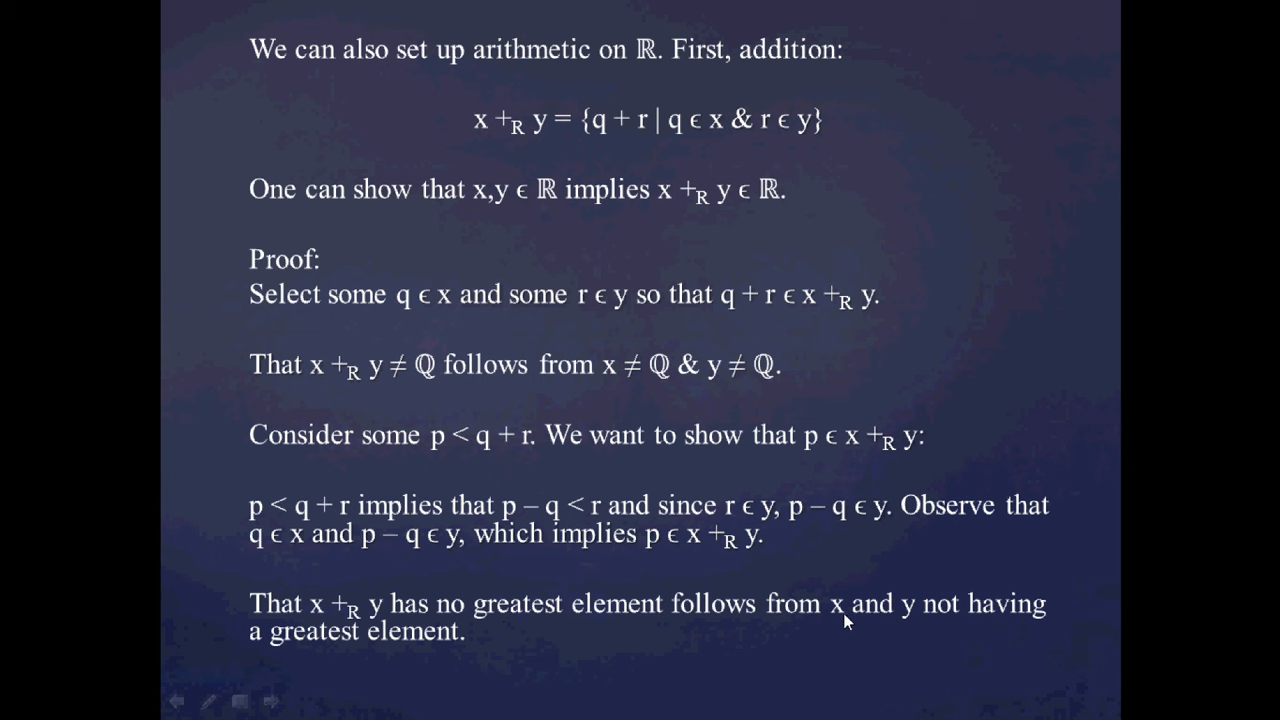 We can also set up arithmetic on ℝ. First, addition:
x +R y = {q + r | q ϵ x & r ϵ y}
One can show that x,y ϵ ℝ implies x +R y ϵ ℝ.
Proof:
Select some q ϵ x and some r ϵ y so that q + r ϵ x +R y.
That x +R y ≠ ℚ follows from x ≠ ℚ & y ≠ ℚ.
Consider some p < q + r. We want to show that p ϵ x +R y:
p < q + r implies that p – q < r and since r ϵ y, p – q ϵ y. Observe that
q ϵ x and p – q ϵ y, which implies p ϵ x +R y.
That x +R y has no greatest element follows from x and y not having
a greatest element.